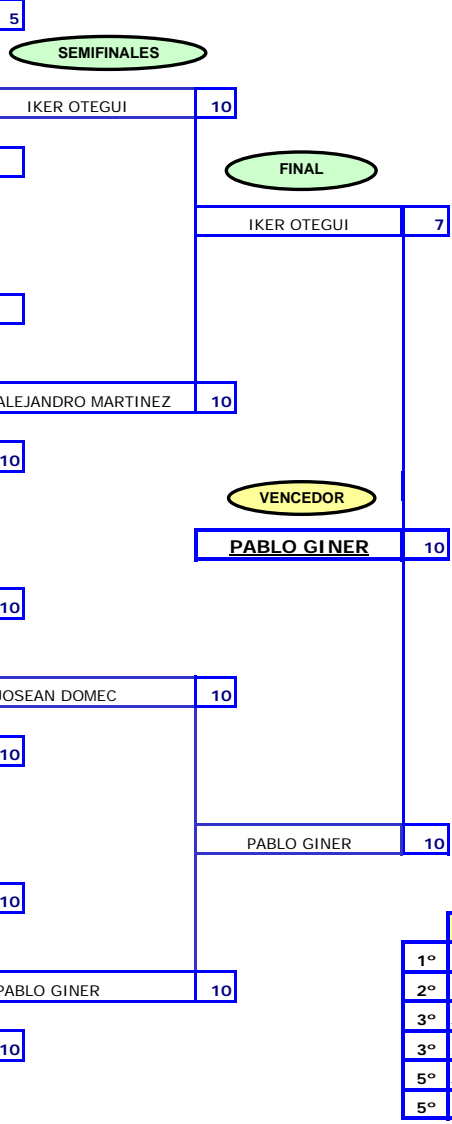 5
SEMIFINALES
IKER OTEGUI 10
FINAL
IKER OTEGUI 7
ALEJANDRO MARTINEZ 10
10
VENCEDOR
PABLO GINER 10
10
JOSEAN DOMEC 10
10
PABLO GINER 10
10
1º
2º
PABLO GINER 10
3º
3º
10
5º
5º